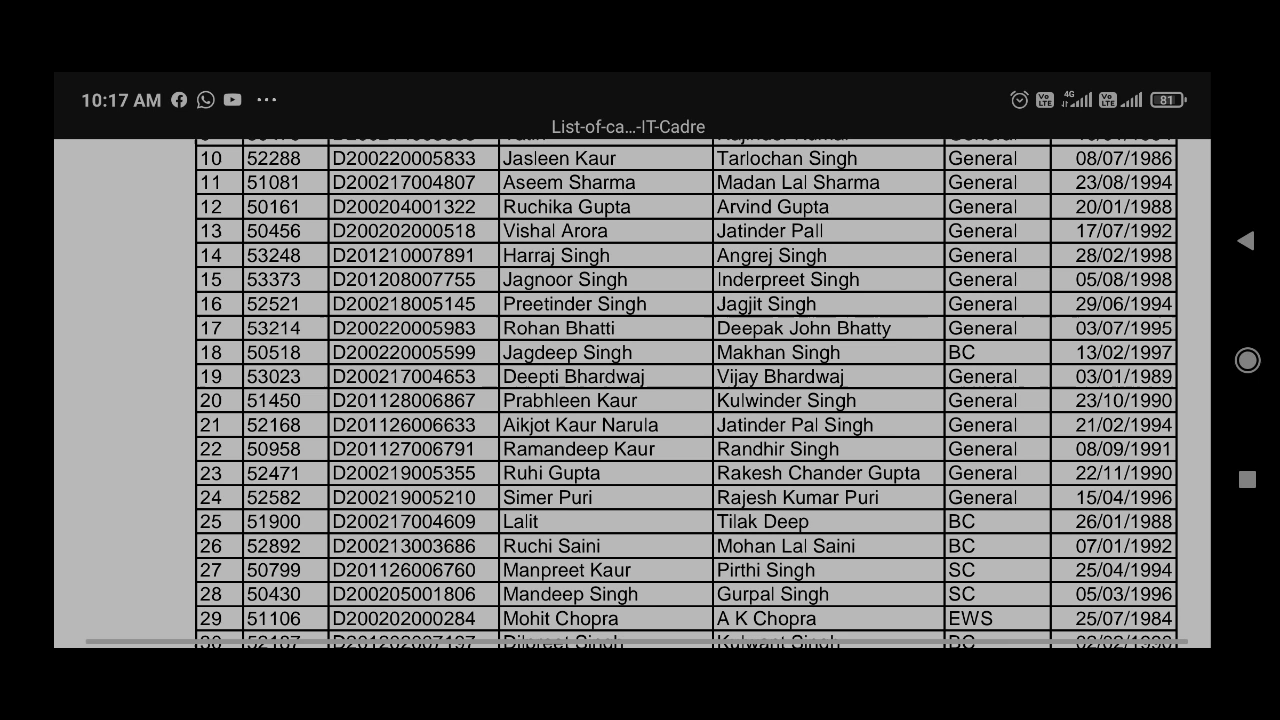 10:17 AM
81
List-of-ca...-IT-Cadre
10 52288 D200220005833 Jasleen Kaur Tarlochan Singh General 08/07/1986
11 51081 D200217004807 Aseem Sharma Madan Lal Sharma General 23/08/1994
12 50161 D200204001322 Ruchika Gupta Arvind Gupta General 20/01/1988
13 50456 D200202000518 Vishal Arora Jatinder Pall General 17/07/1992
14 53248 D201210007891 Harraj Singh Angrej Singh General 28/02/1998
15 53373 D201208007755 Jagnoor Singh Inderpreet Singh General 05/08/1998
16 52521 D200218005145 Preetinder Singh Jagjit Singh General 29/06/1994
17 53214 D200220005983 Rohan Bhatti Deepak John Bhatty General 03/07/1995
18 50518 D200220005599 Jagdeep Singh Makhan Singh BC 13/02/1997
19 53023 D200217004653 Deepti Bhardwaj Vijay Bhardwaj General 03/01/1989
20 51450 D201128006867 Prabhleen Kaur Kulwinder Singh General 23/10/1990
21 52168 D201126006633 Aikjot Kaur Narula Jatinder Pal Singh General 21/02/1994
22 50958 D201127006791 Ramandeep Kaur Randhir Singh General 08/09/1991
23 52471 D200219005355 Ruhi Gupta Rakesh Chander Gupta General 22/11/1990
24 52582 D200219005210 Simer Puri Rajesh Kumar Puri General 15/04/1996
25 51900 D200217004609 Lalit Tilak Deep BC 26/01/1988
26 52892 D200213003686 Ruchi Saini Mohan Lal Saini BC 07/01/1992
27 50799 D201126006760 Manpreet Kaur Pirthi Singh SC 25/04/1994
28 50430 D200205001806 Mandeep Singh Gurpal Singh SC 05/03/1996
29 51106 D200202000284 Mohit Chopra A K Chopra EWS 25/07/1984